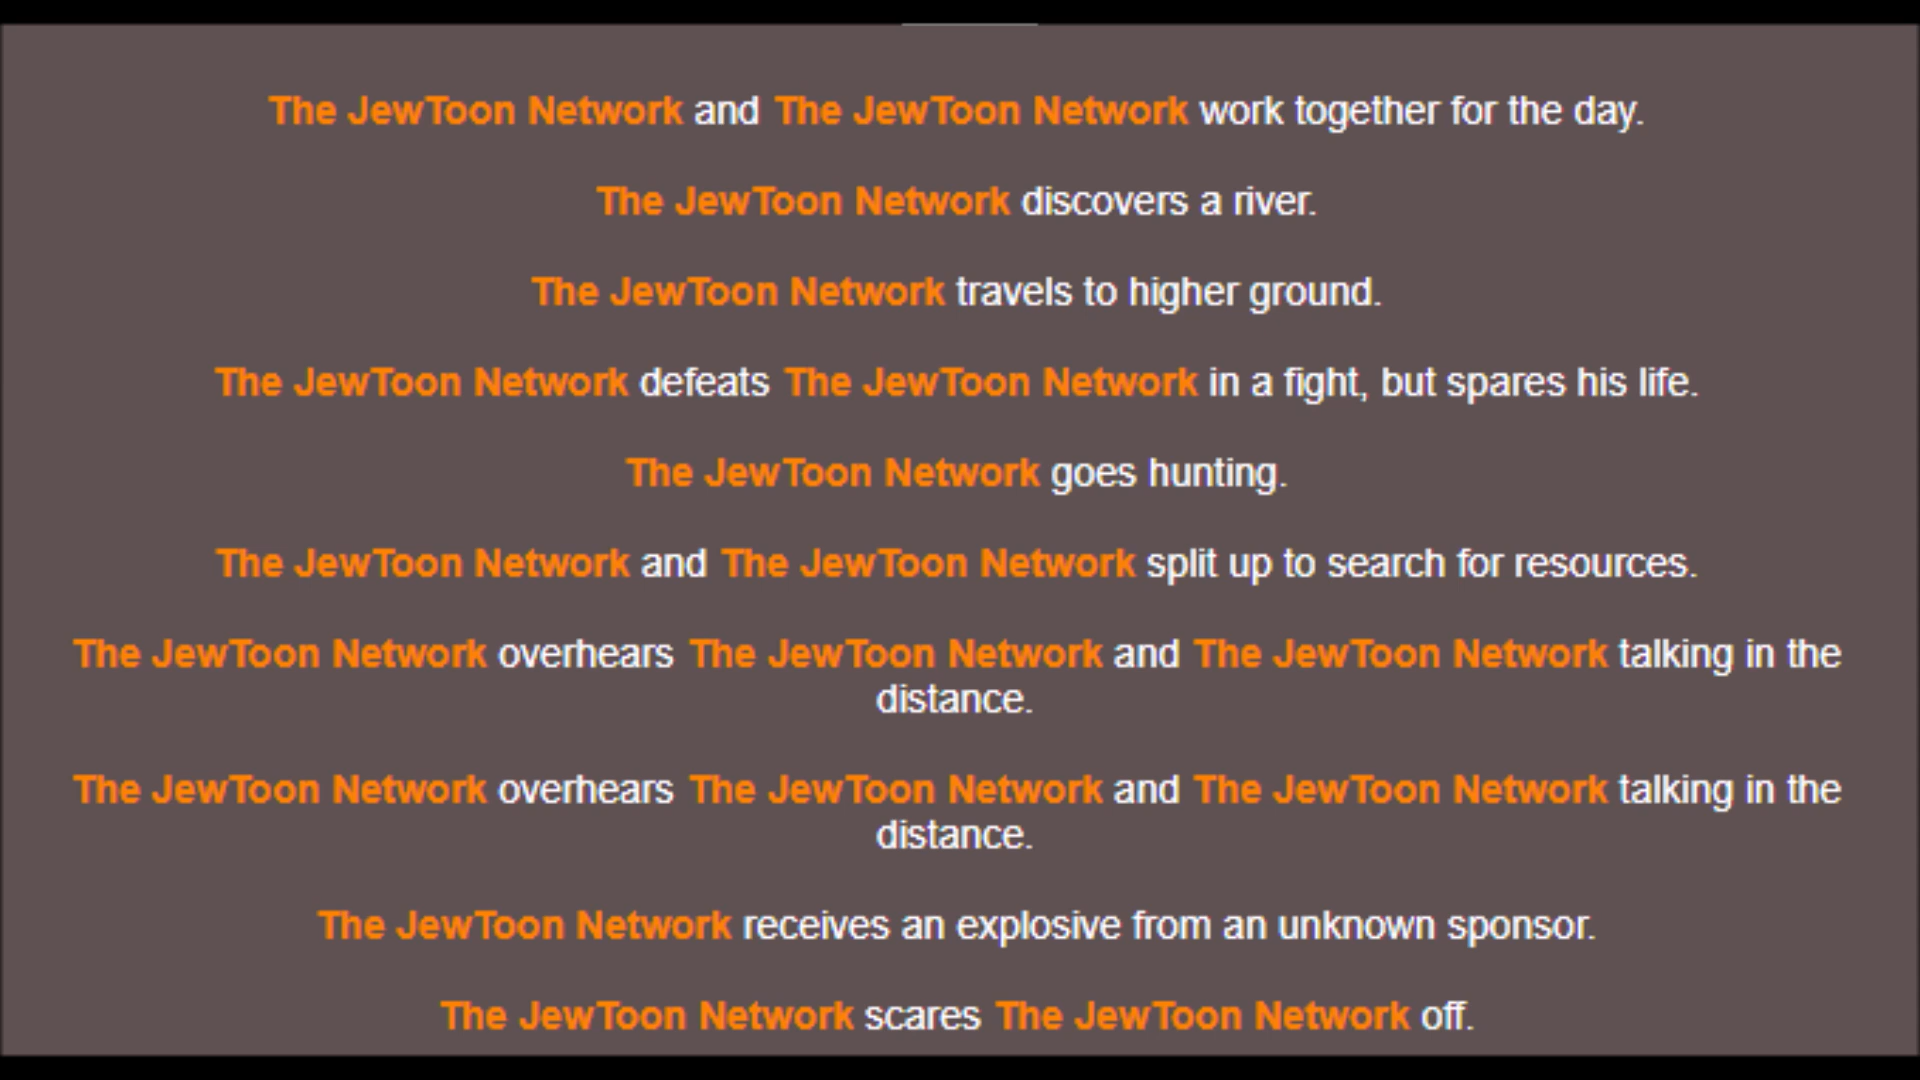 The JewToon Network and The JewToon Network work together for the day.
The JewToon Network discovers a river.
The JewToon Network travels to higher ground.
The JewToon Network defeats The JewToon Network in a fight, but spares his life.
The JewToon Network goes hunting.
The JewToon Network and The JewToon Network split up to search for resources.
The JewToon Network overhears The JewToon Network and The JewToon Network talking in the
distance.
The JewToon Network overhears The JewToon Network and The JewToon Network talking in the
distance.
The JewToon Network receives an explosive from an unknown sponsor.
The JewToon Network scares The JewToon Network off.